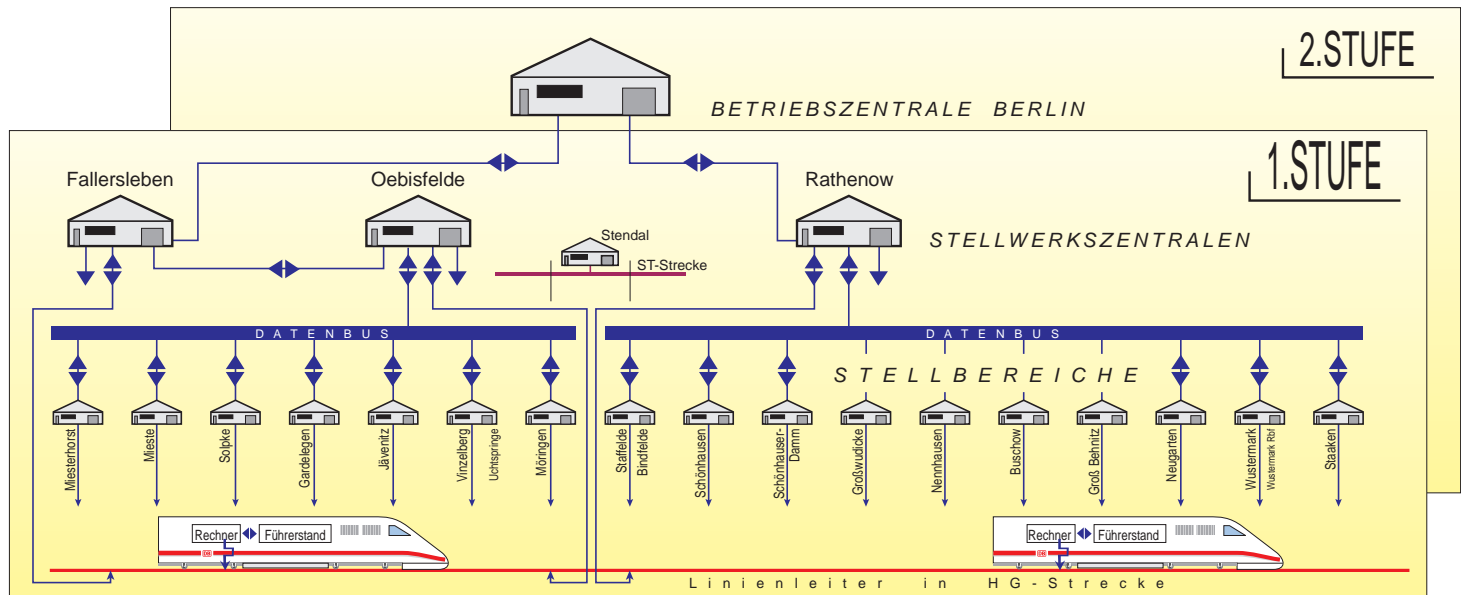 2.STUFE
BETRIEBSZENTRALE BERLIN
1.STUFE
Fallersleben
Oebisfelde
Rathenow
STELLWERKSZENTRALEN
Stendal
ST-Strecke
DATENBUS
DATENBUS
STELLBEREICHE
Miesterhorst
Mieste
Solpke
Gardelegen
Jävenitz
Vinzelberg
Uchtspringe
Möringen
Staffelde
Bindfelde
Schönhausen
Schönhauser-
Damm
Großwudicke
Nennhausen
Buschow
Groß Behnitz
Neugarten
Wustermark
Wustermark Rbf
Staaken
Rechner
Führerstand
DB
Rechner
Führerstand
DB
Linienleiter in HG-Strecke